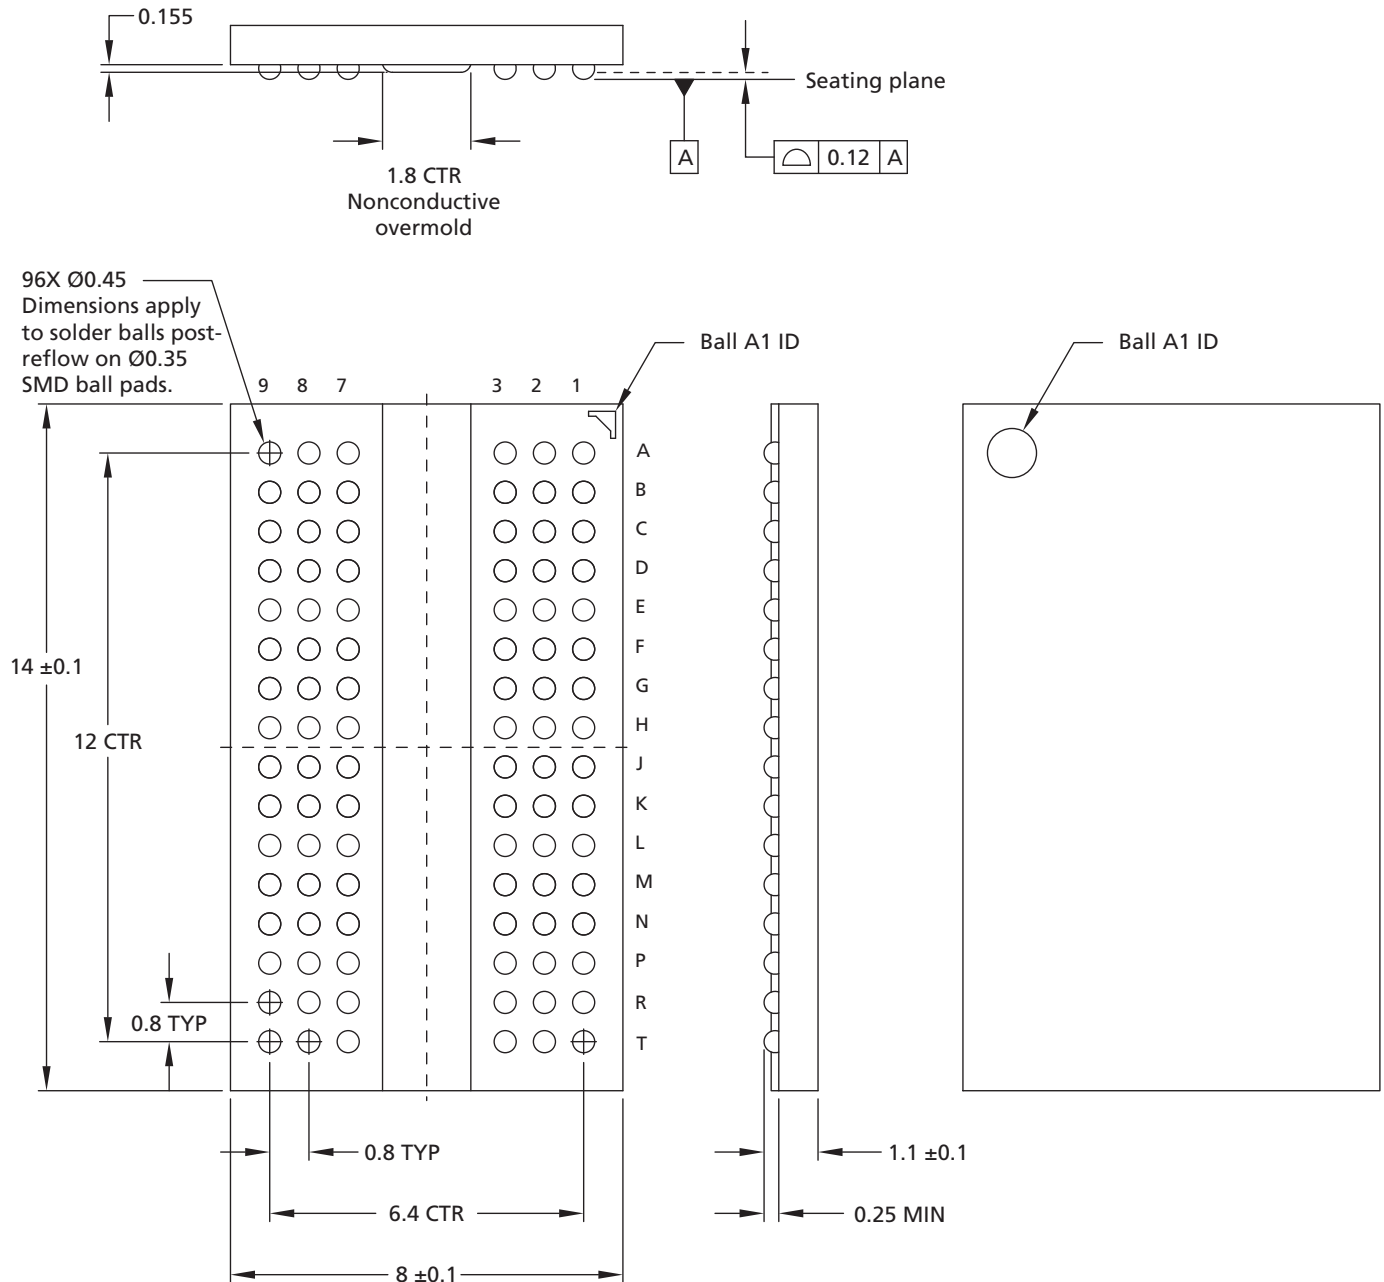 0.155
Seating plane
A
0.12 A
1.8 CTR
Nonconductive
overmold
96X Ø0.45
Dimensions apply
to solder balls post-
reflow on Ø0.35
SMD ball pads.
Ball A1 ID
Ball A1 ID
9 8 7 3 2 1
A
B
C
D
E
F
G
H
J
K
L
M
N
P
R
T
14 ±0.1
12 CTR
0.8 TYP
0.8 TYP
1.1 ±0.1
6.4 CTR
0.25 MIN
8 ±0.1